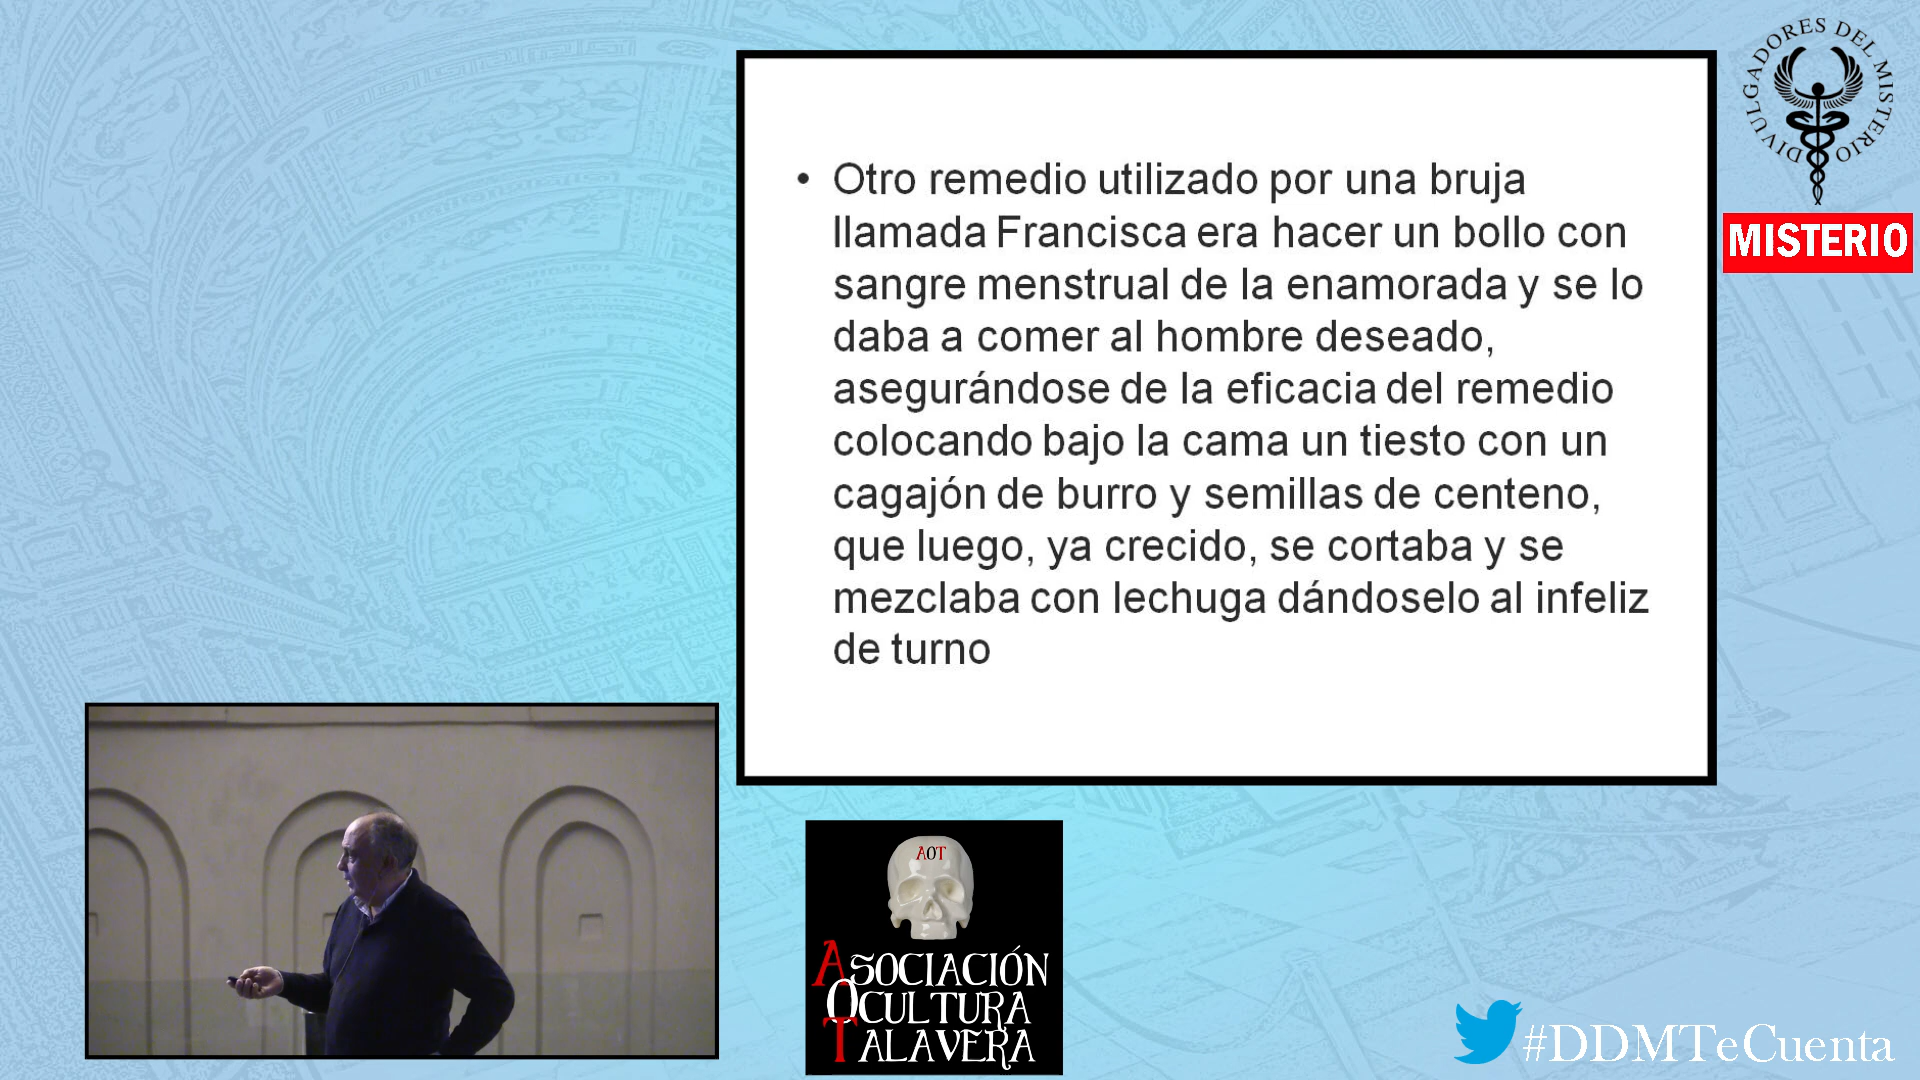 • Otro remedio utilizado por una bruja
llamada Francisca era hacer un bollo con
sangre menstrual de la enamorada y se lo
daba a comer al hombre deseado,
asegurándose de la eficacia del remedio
colocando bajo la cama un tiesto con un
cagajón de burro y semillas de centeno,
que luego, ya crecido, se cortaba y se
mezclaba con lechuga dándoselo al infeliz
de turno
DIVULGADORES DEL MISTERIO
MISTERIO
AOT
ASOCIACIÓN
OCULTURA
TALAVERA
#DDMTeCuenta